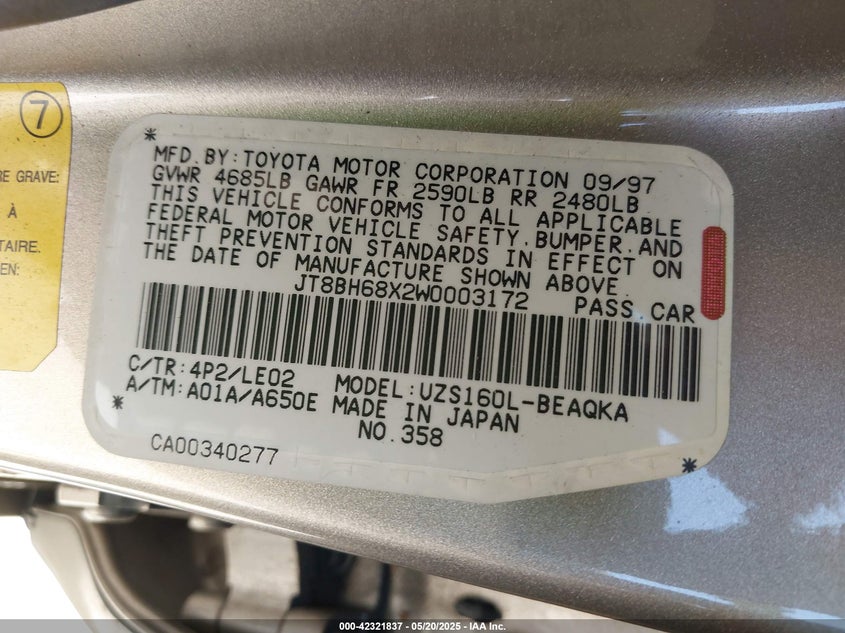 7
RE GRAVE:
À
TAIRE.
EN:
MFD.BY:TOYOTA MOTOR CORPORATION 09/97
GVWR 4685LB GAWR FR 2590LB RR 2480LB
THIS VEHICLE CONFORMS TO ALL APPLICABLE
FEDERAL MOTOR VEHICLE SAFETY,BUMPER,AND
THEFT PREVENTION STANDARDS IN EFFECT ON
THE DATE OF MANUFACTURE SHOWN ABOVE.
JT8BH68X2W0003172 PASS.CAR
C/TR:4P2/LE02 MODEL:UZS160L-BEAQKA
A/TM:A01A/A650E MADE IN JAPAN
NO.358
CA00340277
000-42321837 - 05/20/2025 - IAA Inc.